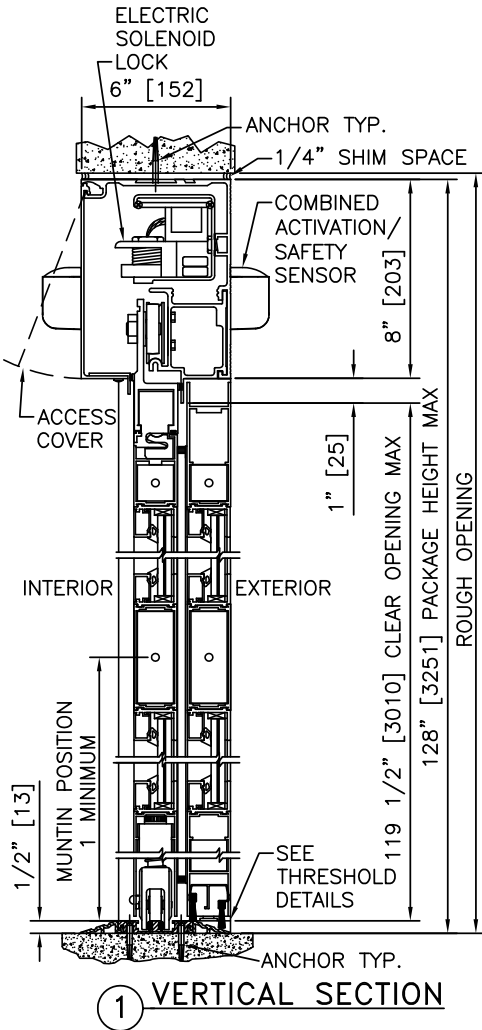 ELECTRIC
SOLENOID
LOCK
6" [152]
ANCHOR TYP.
1/4" SHIM SPACE
COMBINED
ACTIVATION/
SAFETY
SENSOR
8" [203]
ACCESS
COVER
1" [25]
INTERIOR
EXTERIOR
119 1/2" [3010] CLEAR OPENING MAX
128" [3251] PACKAGE HEIGHT MAX
ROUGH OPENING
MUNTIN POSITION
1 MINIMUM
1/2" [13]
SEE
THRESHOLD
DETAILS
ANCHOR TYP.
1 VERTICAL SECTION